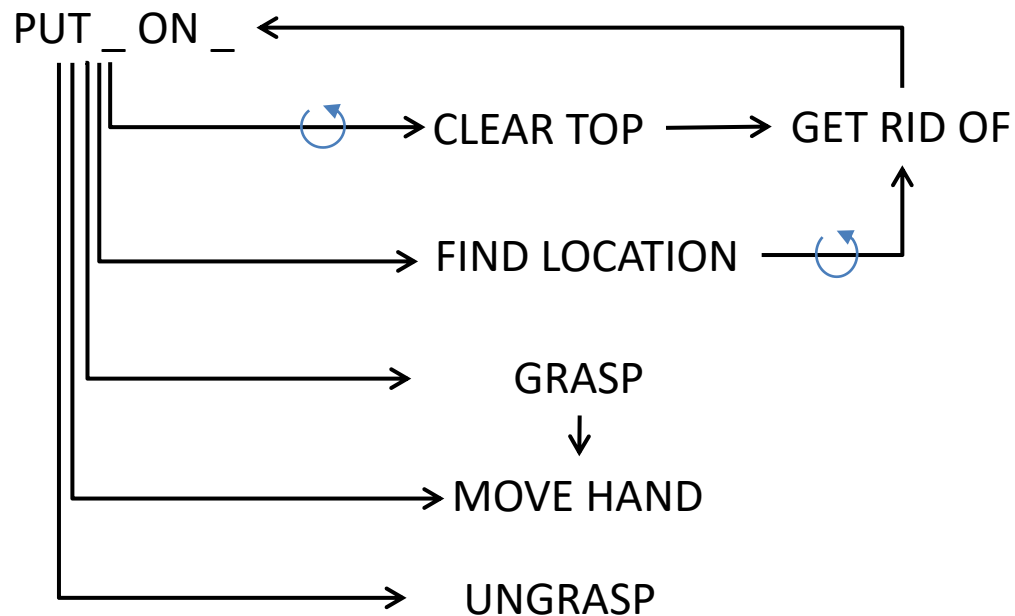 PUT _ ON _
CLEAR TOP
GET RID OF
FIND LOCATION
GRASP
MOVE HAND
UNGRASP